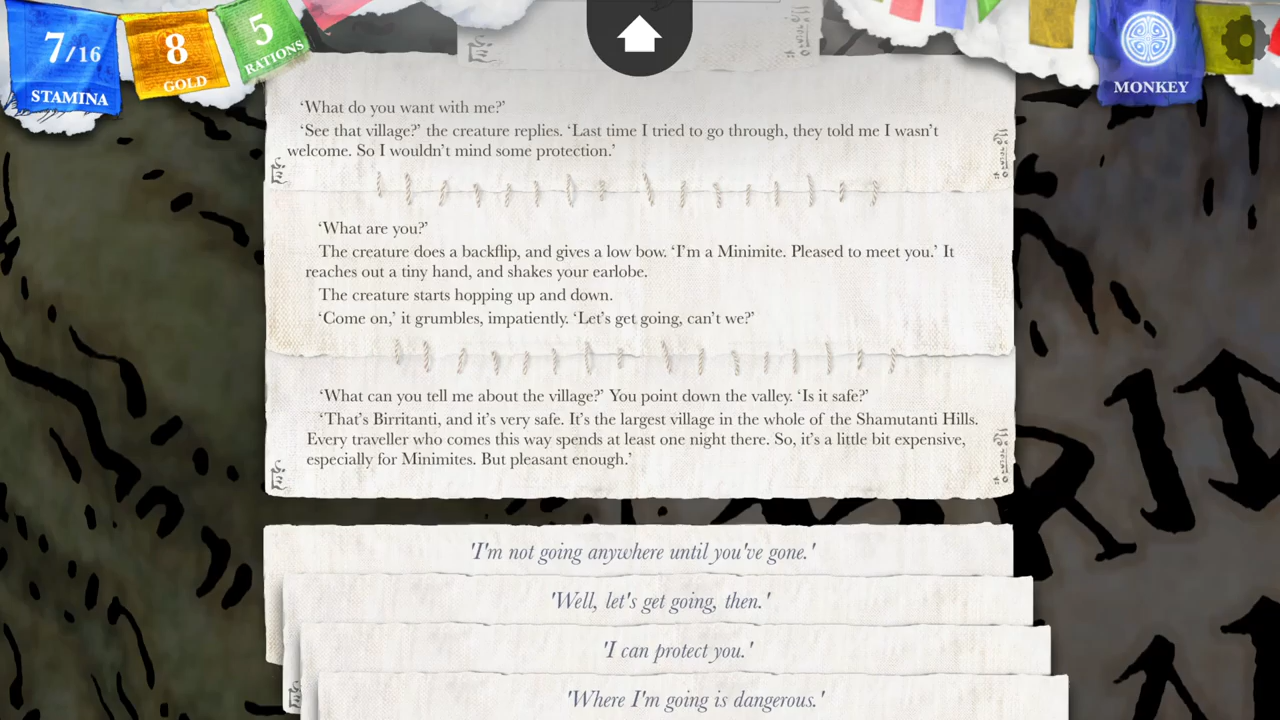 7/16
STAMINA
8
GOLD
5
RATIONS
MONKEY
‘What do you want with me?’
‘See that village?’ the creature replies. ‘Last time I tried to go through, they told me I wasn’t
welcome. So I wouldn’t mind some protection.’
‘What are you?’
The creature does a backflip, and gives a low bow. ‘I’m a Minimite. Pleased to meet you.’ It
reaches out a tiny hand, and shakes your earlobe.
The creature starts hopping up and down.
‘Come on,’ it grumbles, impatiently. ‘Let’s get going, can’t we?’
‘What can you tell me about the village?’ You point down the valley. ‘Is it safe?’
‘That’s Birritanti, and it’s very safe. It’s the largest village in the whole of the Shamutanti Hills.
Every traveller who comes this way spends at least one night there. So, it’s a little bit expensive,
especially for Minimites. But pleasant enough.’
'I'm not going anywhere until you've gone.'
'Well, let's get going, then.'
'I can protect you.'
'Where I'm going is dangerous.'